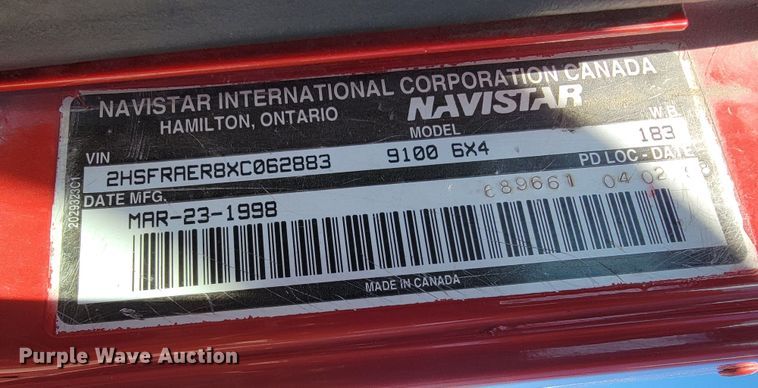 NAVISTAR INTERNATIONAL CORPORATION CANADA
HAMILTON, ONTARIO
NAVISTAR
VIN
MODEL
W.B.
2HSFRAER8XC062883
9100 6X4
183
DATE MFG.
PD LOC - DATE
MAR-23-1998
689661 04 02
2029323C1
MADE IN CANADA
Purple Wave Auction